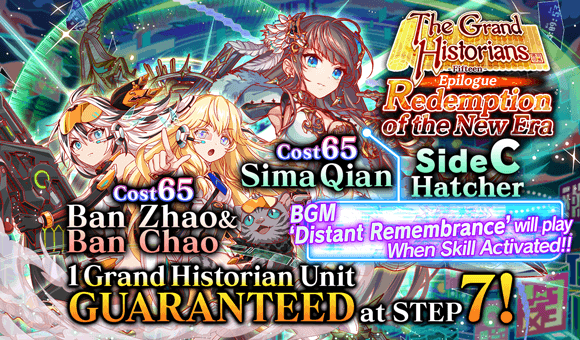 The Grand
Historians
-Fifteen-
Epilogue
Redemption
of the New Era
Side C
Hatcher
Cost65
Sima Qian
Cost65
Ban Zhao&
Ban Chao
BGM
'Distant Remembrance' will play
When Skill Activated!!
1 Grand Historian Unit
GUARANTEED at STEP 7!